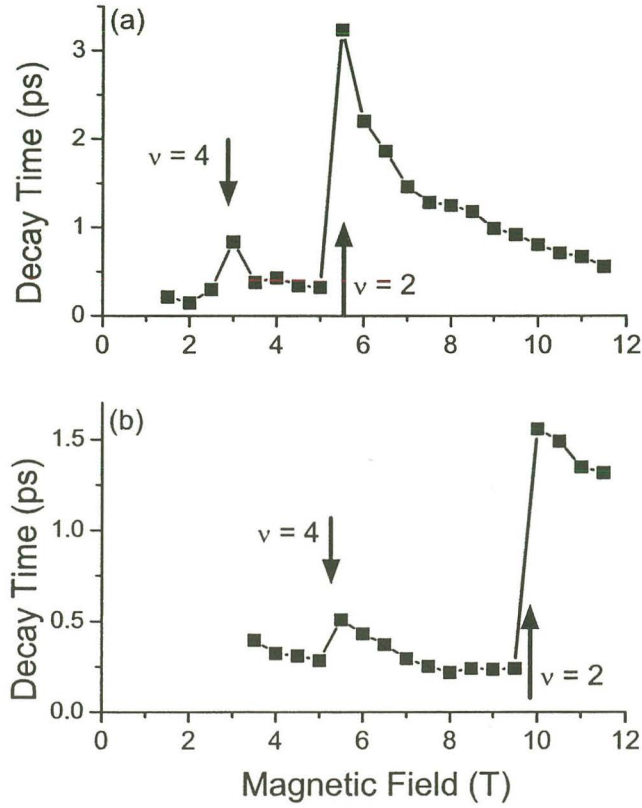 (a)
Decay Time (ps)
3
2
1
0
ν = 4
ν = 2
0 2 4 6 8 10 12
(b)
Decay Time (ps)
1.5
1.0
0.5
0.0
ν = 4
ν = 2
0 2 4 6 8 10 12
Magnetic Field (T)